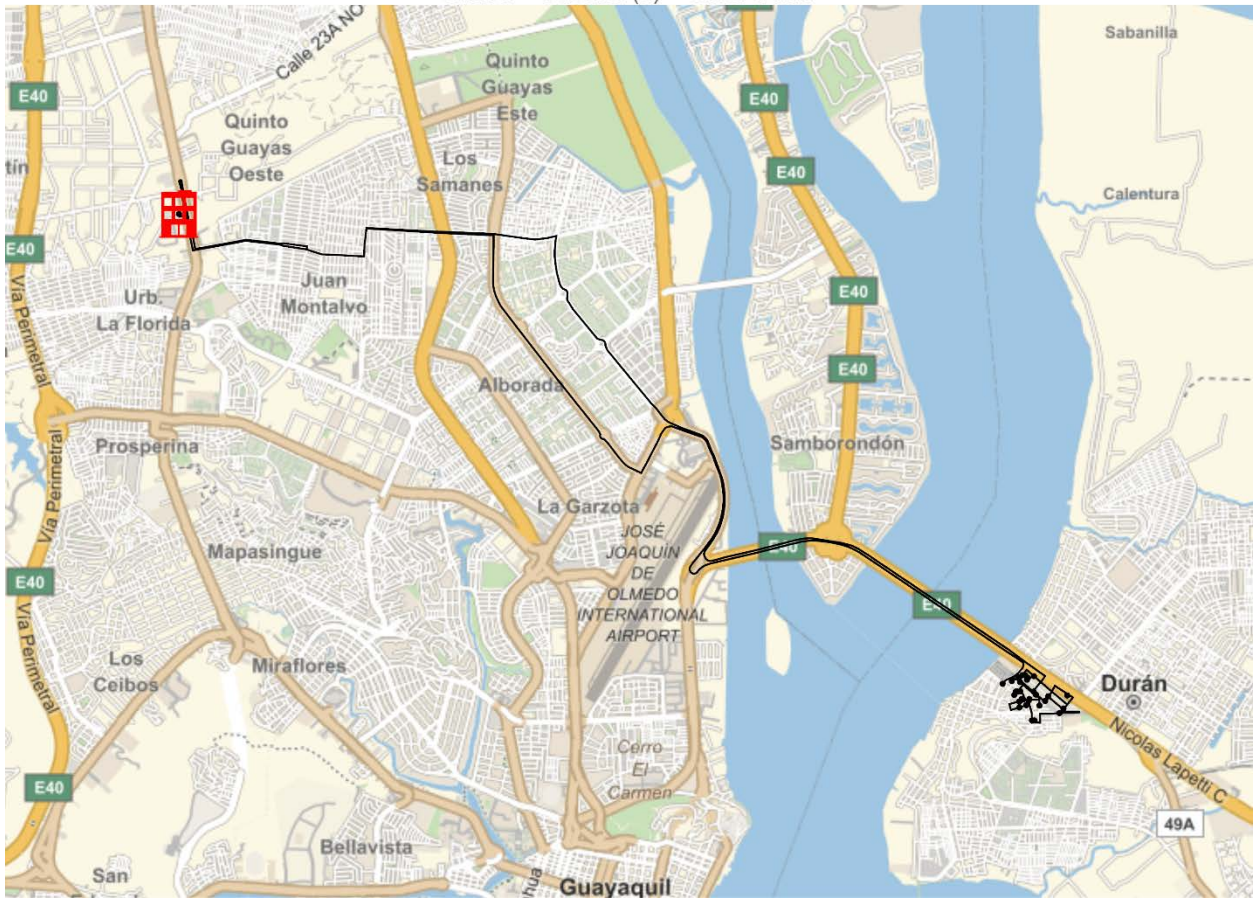 Calle 23A NO
Sabanilla
Quinto
Guayas
Este
E40
E40
Quinto
Guayas
Oeste
Los
Samanes
tín
E40
Calentura
E40
Juan
Montalvo
E40
Urb.
La Florida
Vía Perimetral
E40
Alborada
Prosperina
Samborondón
Vía Perimetral
La Garzota
JOSÉ
JOAQUÍN
DE
OLMEDO
INTERNATIONAL
AIRPORT
E40
Mapasingue
E40
E40
Vía Perimetral
Los
Ceibos
Miraflores
Durán
Nicolas Lapetti C
Cerro
El
Carmen
E40
49A
Bellavista
San
Guayaquil